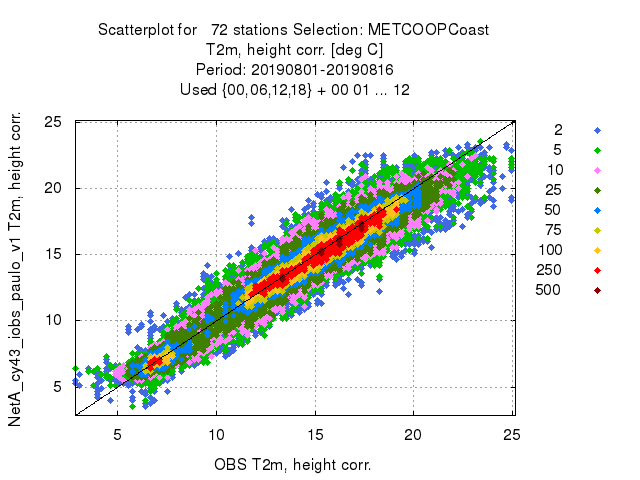 Scatterplot for 72 stations Selection: METCOOPCoast
T2m, height corr. [deg C]
Period: 20190801-20190816
Used {00,06,12,18} + 00 01 ... 12
NetA_cy43_iobs_paulo_v1 T2m, height corr.
25
20
15
10
5
5 10 15 20 25
OBS T2m, height corr.
2
5
10
25
50
75
100
250
500